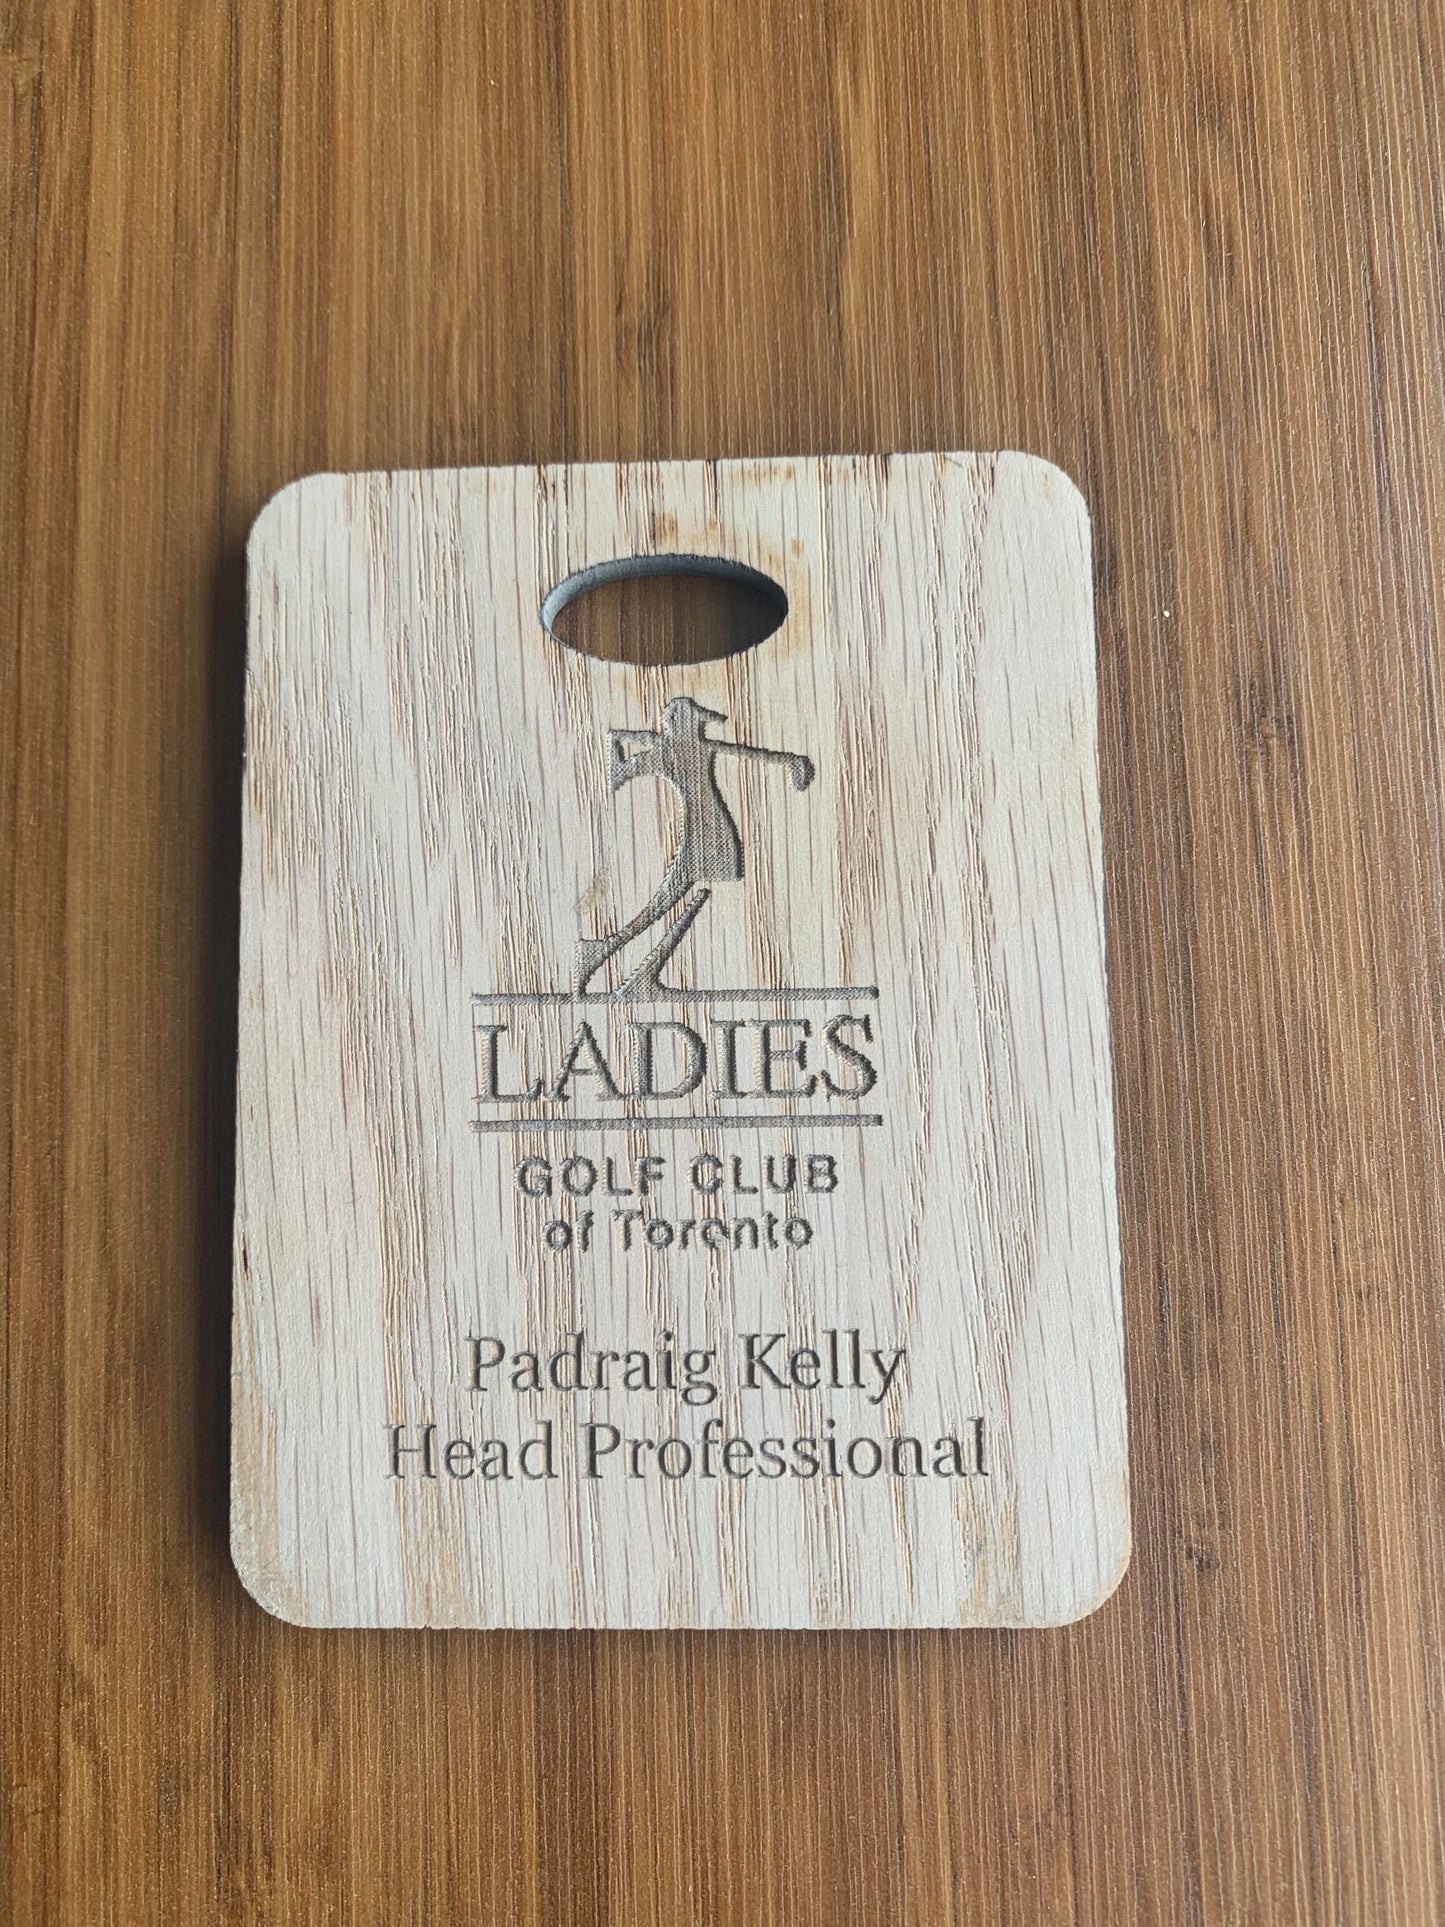 LADIES
GOLF CLUB
of Toronto
Padraig Kelly
Head Professional